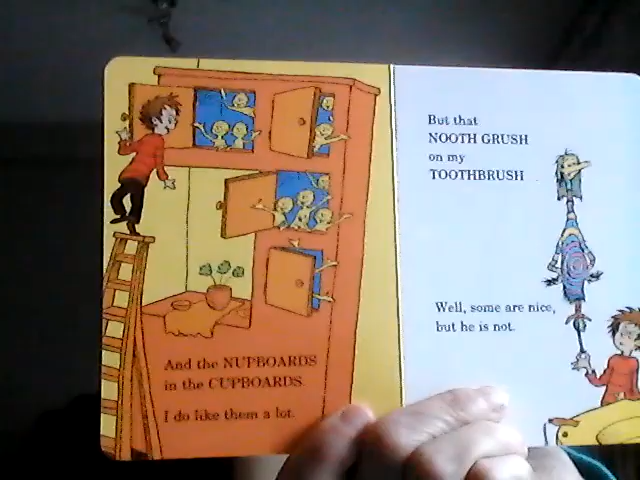 And the NUPBOARDS
in the CUPBOARDS.
I do like them a lot.
But that
NOOTH GRUSH
on my
TOOTHBRUSH
Well, some are nice,
but he is not.